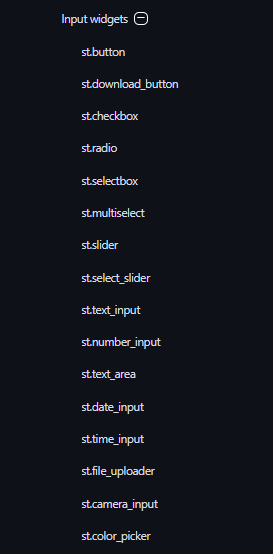 Input widgets
st.button
st.download_button
st.checkbox
st.radio
st.selectbox
st.multiselect
st.slider
st.select_slider
st.text_input
st.number_input
st.text_area
st.date_input
st.time_input
st.file_uploader
st.camera_input
st.color_picker